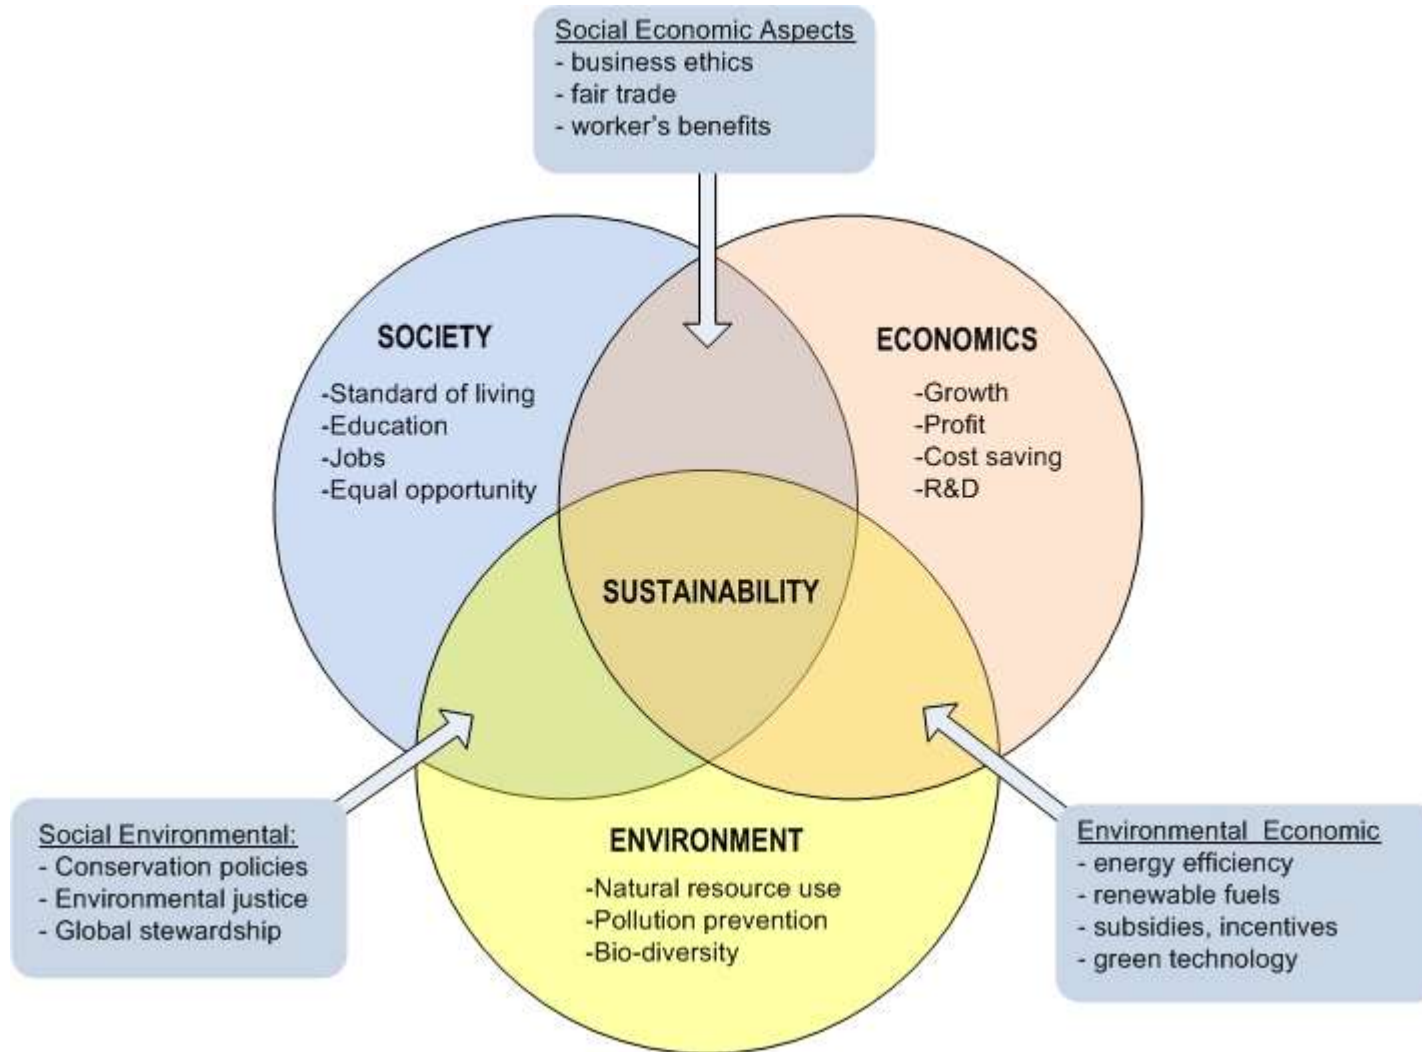 Social Economic Aspects
- business ethics
- fair trade
- worker's benefits
SOCIETY
-Standard of living
-Education
-Jobs
-Equal opportunity
ECONOMICS
-Growth
-Profit
-Cost saving
-R&D
SUSTAINABILITY
Social Environmental:
- Conservation policies
- Environmental justice
- Global stewardship
ENVIRONMENT
-Natural resource use
-Pollution prevention
-Bio-diversity
Environmental Economic
- energy efficiency
- renewable fuels
- subsidies, incentives
- green technology